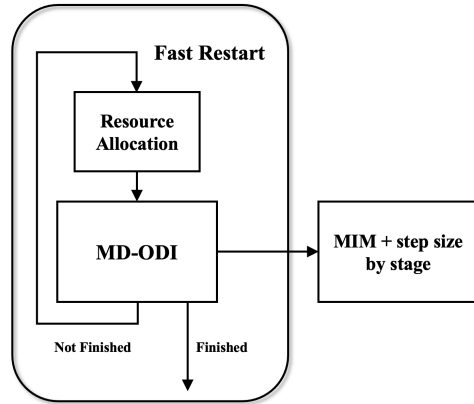 Fast Restart
Resource
Allocation
MD-ODI
MIM + step size
by stage
Not Finished
Finished